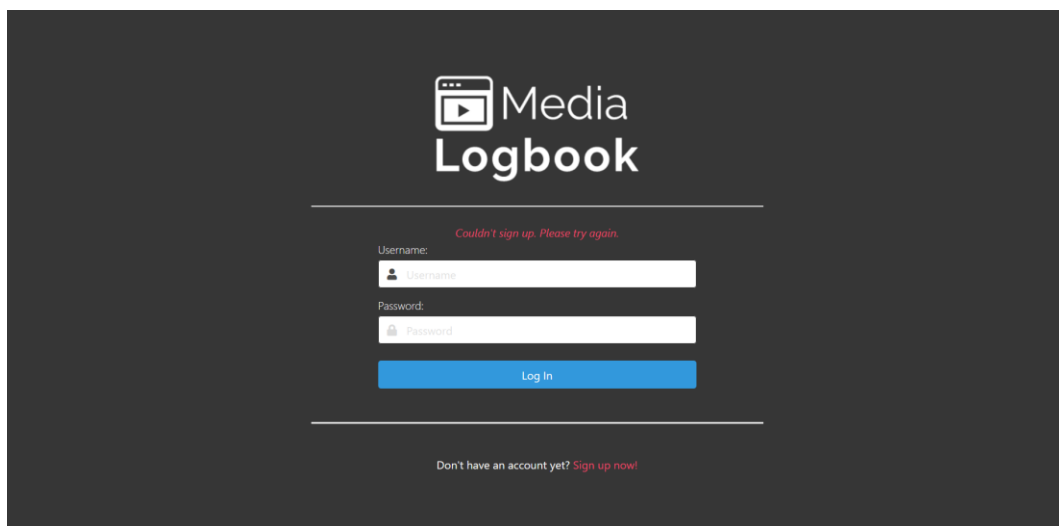 Media
Logbook
Couldn't sign up. Please try again.
Username:
Username
Password:
Password
Log In
Don't have an account yet? Sign up now!